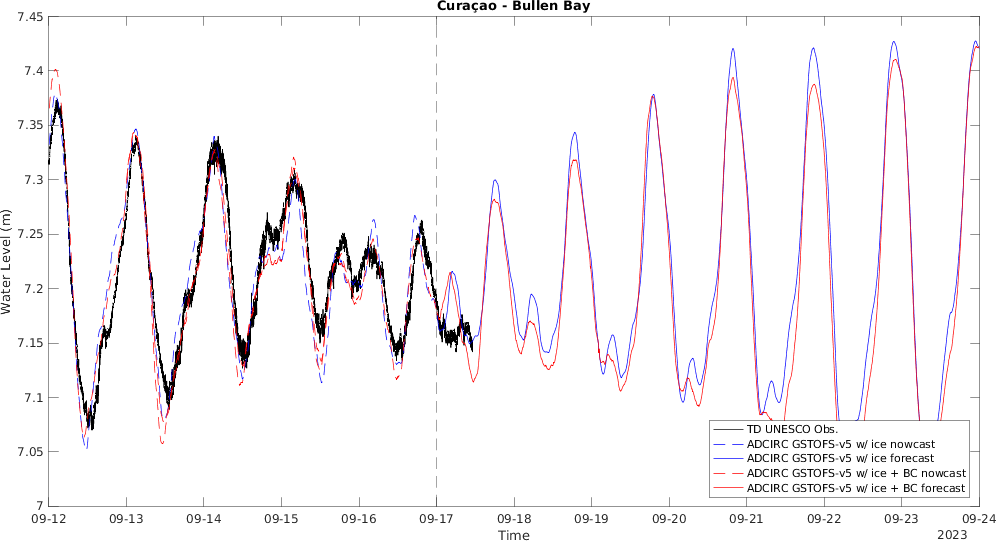 Curaçao - Bullen Bay
7.45
7.4
7.35
7.3
7.25
7.2
7.15
7.1
7.05
7
Water Level (m)
TD UNESCO Obs.
ADCIRC GSTOFS-v5 w/ ice nowcast
ADCIRC GSTOFS-v5 w/ ice forecast
ADCIRC GSTOFS-v5 w/ ice + BC nowcast
ADCIRC GSTOFS-v5 w/ ice + BC forecast
09-12 09-13 09-14 09-15 09-16 09-17 09-18 09-19 09-20 09-21 09-22 09-23 09-24
Time
2023